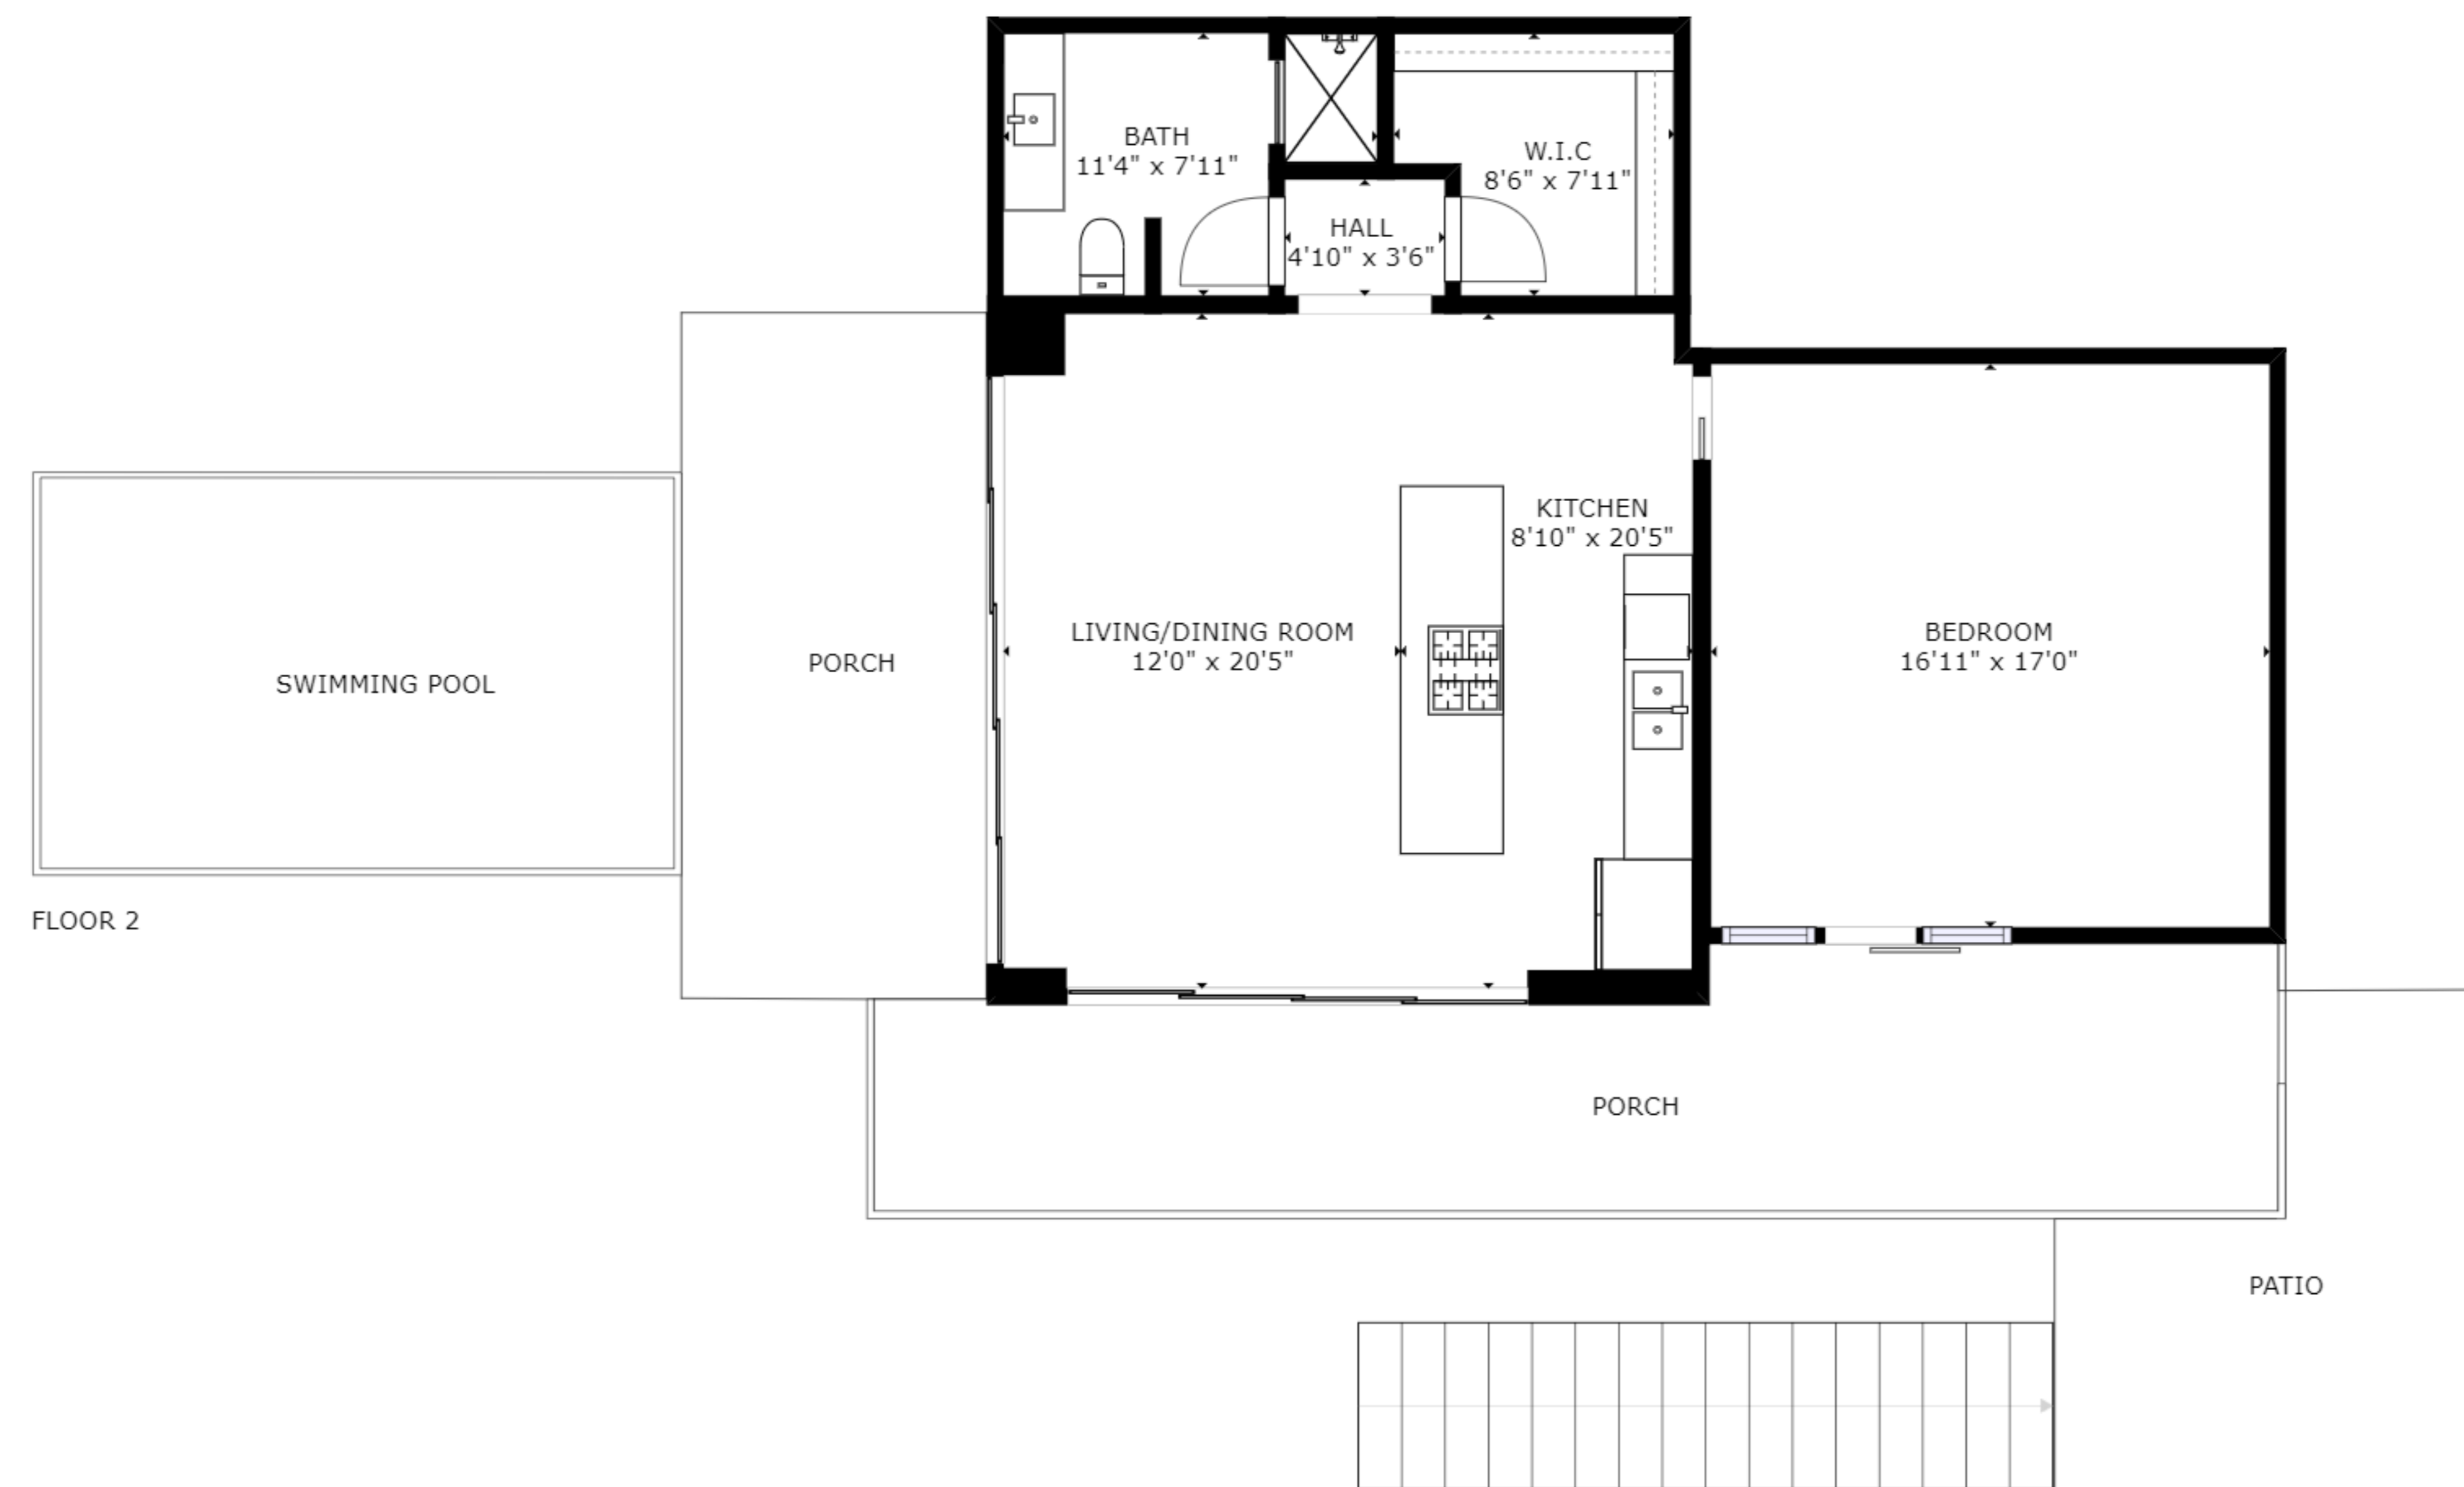 BATH
11'4" x 7'11"
W.I.C
8'6" x 7'11"
HALL
4'10" x 3'6"
KITCHEN
8'10" x 20'5"
LIVING/DINING ROOM
12'0" x 20'5"
BEDROOM
16'11" x 17'0"
PORCH
SWIMMING POOL
FLOOR 2
PORCH
PATIO